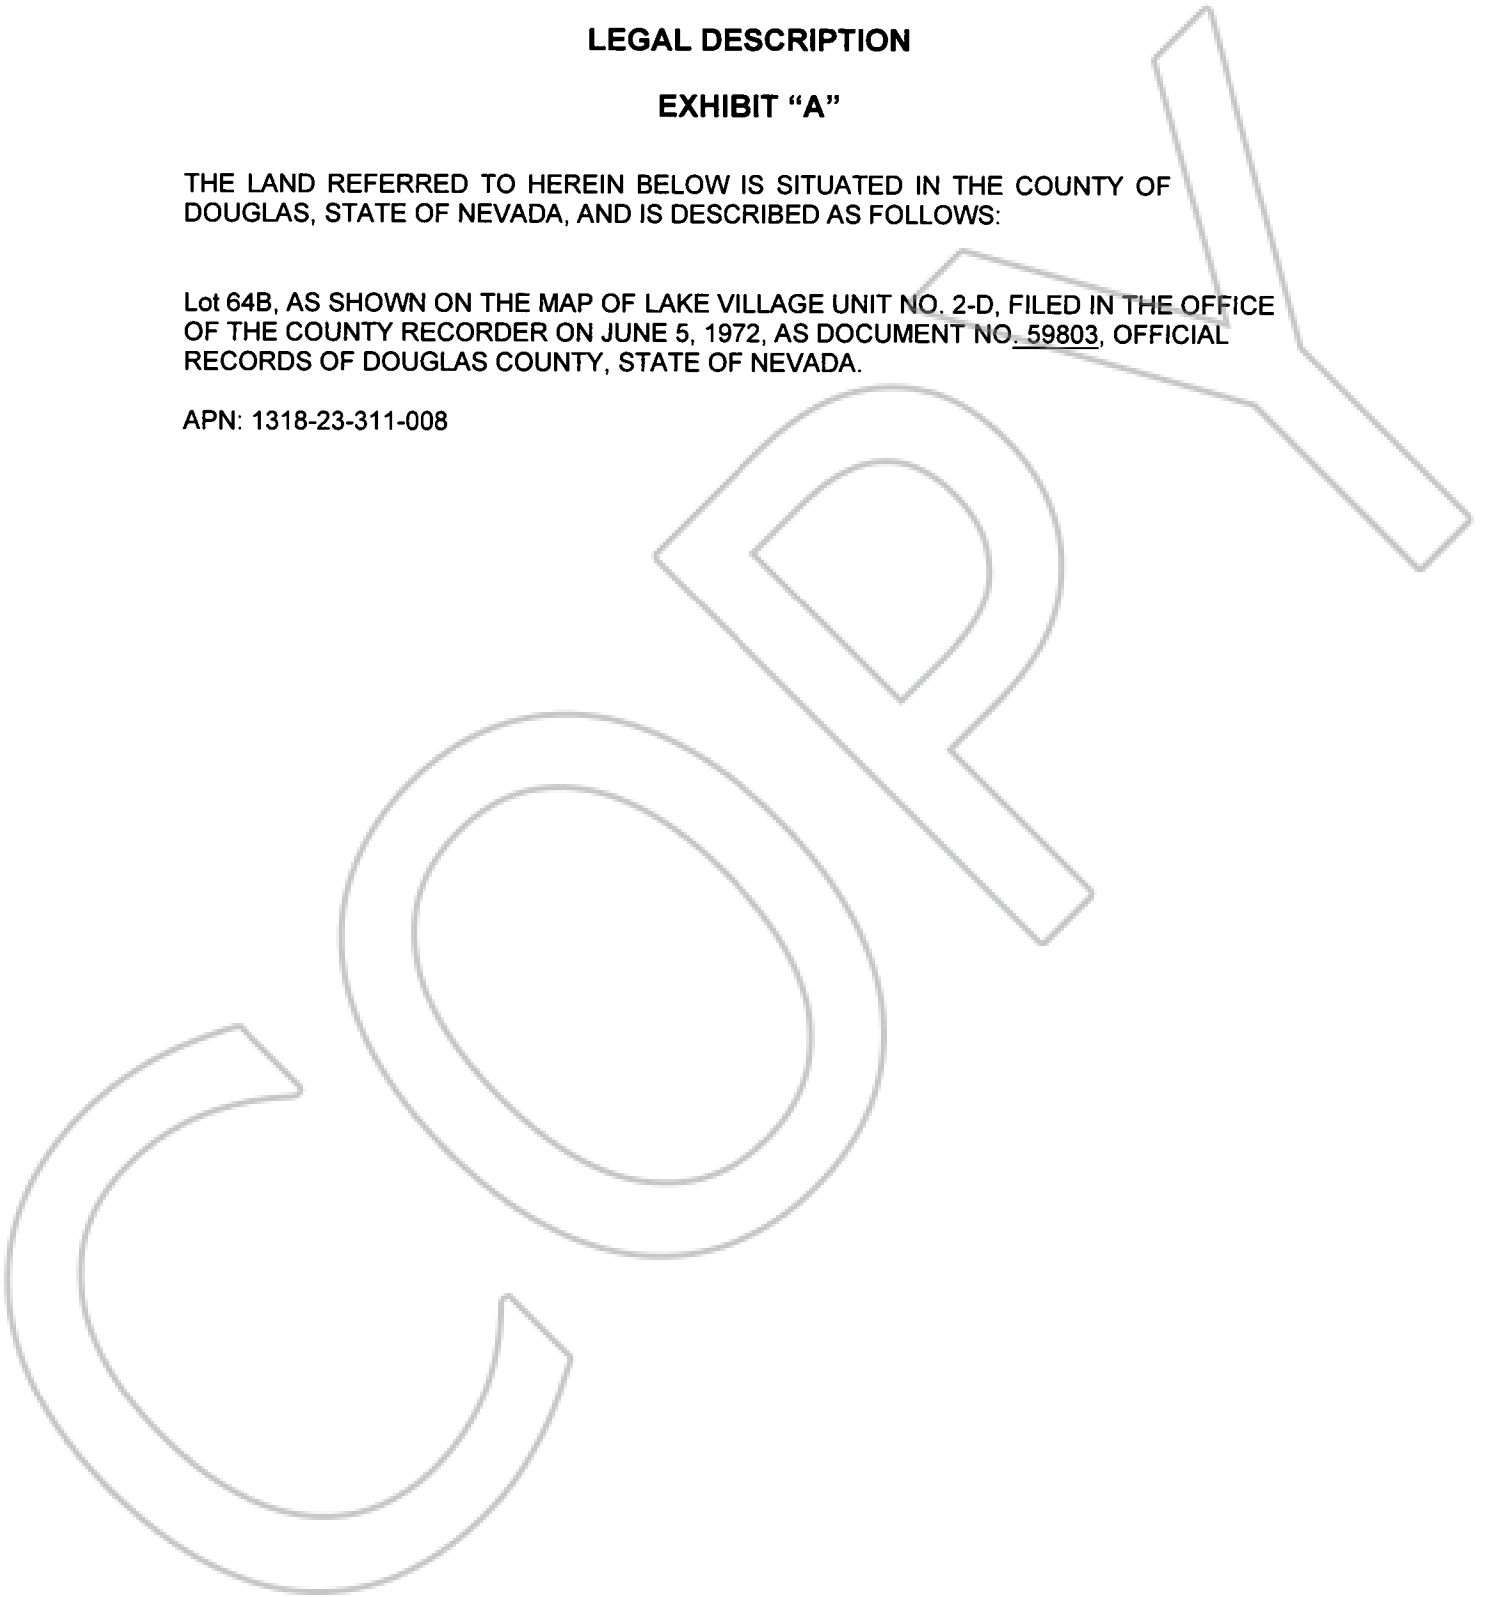 LEGAL DESCRIPTION
EXHIBIT “A”
THE LAND REFERRED TO HEREIN BELOW IS SITUATED IN THE COUNTY OF
DOUGLAS, STATE OF NEVADA, AND IS DESCRIBED AS FOLLOWS:
Lot 64B, AS SHOWN ON THE MAP OF LAKE VILLAGE UNIT NO. 2-D, FILED IN THE OFFICE
OF THE COUNTY RECORDER ON JUNE 5, 1972, AS DOCUMENT NO. 59803, OFFICIAL
RECORDS OF DOUGLAS COUNTY, STATE OF NEVADA.
APN: 1318-23-311-008
COPY